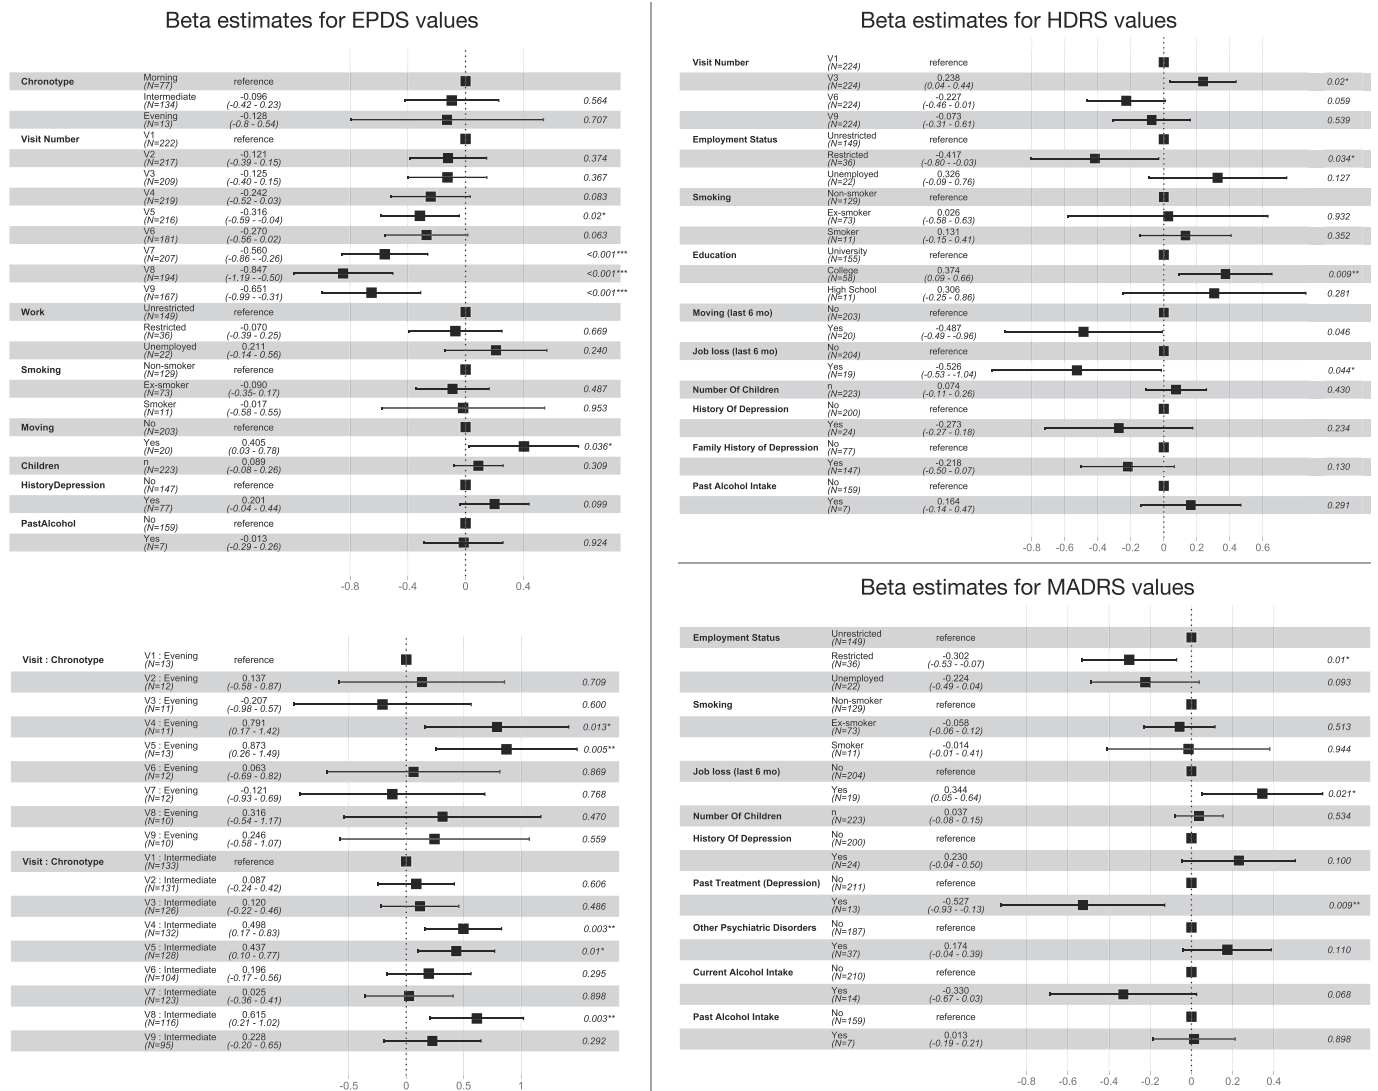 Beta estimates for EPDS values
Chronotype Morning reference
(N=77)
Intermediate -0.096 0.564
(N=134) (-0.42 - 0.23)
Evening -0.128 0.707
(N=13) (-0.8 - 0.54)
Visit Number V1 reference
(N=222)
V2 -0.121 0.374
(N=217) (-0.39 - 0.15)
V3 -0.125 0.367
(N=209) (-0.40 - 0.15)
V4 -0.242 0.083
(N=219) (-0.52 - 0.03)
V5 -0.316 0.02*
(N=216) (-0.59 - -0.04)
V6 -0.270 0.063
(N=181) (-0.56 - 0.02)
V7 -0.560 <0.001***
(N=207) (-0.86 - -0.26)
V8 -0.847 <0.001***
(N=194) (-1.19 - -0.50)
V9 -0.651 <0.001***
(N=167) (-0.99 - -0.31)
Work Unrestricted reference
(N=149)
Restricted -0.070 0.669
(N=36) (-0.39 - 0.25)
Unemployed 0.211 0.240
(N=22) (-0.14 - 0.56)
Smoking Non-smoker reference
(N=129)
Ex-smoker -0.090 0.487
(N=73) (-0.35- 0.17)
Smoker -0.017 0.953
(N=11) (-0.58 - 0.55)
Moving No reference
(N=203)
Yes 0.405 0.036*
(N=20) (0.03 - 0.78)
Children n 0.089 0.309
(N=223) (-0.08 - 0.26)
HistoryDepression No reference
(N=147)
Yes 0.201 0.099
(N=77) (-0.04 - 0.44)
PastAlcohol No reference
(N=159)
Yes -0.013 0.924
(N=7) (-0.29 - 0.26)
-0.8 -0.4 0 0.4
Visit : Chronotype V1 : Evening reference
(N=13)
V2 : Evening 0.137 0.709
(N=12) (-0.58 - 0.87)
V3 : Evening -0.207 0.600
(N=11) (-0.98 - 0.57)
V4 : Evening 0.791 0.013*
(N=11) (0.17 - 1.42)
V5 : Evening 0.873 0.005**
(N=13) (0.26 - 1.49)
V6 : Evening 0.063 0.869
(N=12) (-0.69 - 0.82)
V7 : Evening -0.121 0.768
(N=12) (-0.93 - 0.69)
V8 : Evening 0.316 0.470
(N=10) (-0.54 - 1.17)
V9 : Evening 0.246 0.559
(N=10) (-0.58 - 1.07)
Visit : Chronotype V1 : Intermediate reference
(N=133)
V2 : Intermediate 0.087 0.606
(N=131) (-0.24 - 0.42)
V3 : Intermediate 0.120 0.486
(N=126) (-0.22 - 0.46)
V4 : Intermediate 0.498 0.003**
(N=132) (0.17 - 0.83)
V5 : Intermediate 0.437 0.01*
(N=128) (0.10 - 0.77)
V6 : Intermediate 0.196 0.295
(N=104) (-0.17 - 0.56)
V7 : Intermediate 0.025 0.898
(N=123) (-0.36 - 0.41)
V8 : Intermediate 0.615 0.003**
(N=116) (0.21 - 1.02)
V9 : Intermediate 0.228 0.292
(N=95) (-0.20 - 0.65)
-0.5 0 0.5 1
Beta estimates for HDRS values
Visit Number V1 reference
(N=224)
V3 0.238 0.02*
(N=224) (0.04 - 0.44)
V6 -0.227 0.059
(N=224) (-0.46 - 0.01)
V9 -0.073 0.539
(N=224) (-0.31 - 0.61)
Employment Status Unrestricted reference
(N=149)
Restricted -0.417 0.034*
(N=36) (-0.80 - -0.03)
Unemployed 0.326 0.127
(N=22) (-0.09 - 0.76)
Smoking Non-smoker reference
(N=129)
Ex-smoker 0.026 0.932
(N=73) (-0.58 - 0.63)
Smoker 0.131 0.352
(N=11) (-0.15 - 0.41)
Education University reference
(N=155)
College 0.374 0.009**
(N=58) (0.09 - 0.66)
High School 0.306 0.281
(N=11) (-0.25 - 0.86)
Moving (last 6 mo) No reference
(N=203)
Yes -0.487 0.046
(N=20) (-0.49 - -0.96)
Job loss (last 6 mo) No reference
(N=204)
Yes -0.526 0.044*
(N=19) (-0.53 - -1.04)
Number Of Children n 0.074 0.430
(N=223) (-0.11 - 0.26)
History Of Depression No reference
(N=200)
Yes -0.273 0.234
(N=24) (-0.27 - 0.18)
Family History of Depression No reference
(N=77)
Yes -0.218 0.130
(N=147) (-0.50 - 0.07)
Past Alcohol Intake No reference
(N=159)
Yes 0.164 0.291
(N=7) (-0.14 - 0.47)
-0.8 -0.6 -0.4 -0.2 0 0.2 0.4 0.6
Beta estimates for MADRS values
Employment Status Unrestricted reference
(N=149)
Restricted -0.302 0.01*
(N=36) (-0.53 - -0.07)
Unemployed -0.224 0.093
(N=22) (-0.49 - 0.04)
Smoking Non-smoker reference
(N=129)
Ex-smoker -0.058 0.513
(N=73) (-0.06 - 0.12)
Smoker -0.014 0.944
(N=11) (-0.01 - 0.41)
Job loss (last 6 mo) No reference
(N=204)
Yes 0.344 0.021*
(N=19) (0.05 - 0.64)
Number Of Children n 0.037 0.534
(N=223) (-0.08 - 0.15)
History Of Depression No reference
(N=200)
Yes 0.230 0.100
(N=24) (-0.04 - 0.50)
Past Treatment (Depression) No reference
(N=211)
Yes -0.527 0.009**
(N=13) (-0.93 - -0.13)
Other Psychiatric Disorders No reference
(N=187)
Yes 0.174 0.110
(N=37) (-0.04 - 0.39)
Current Alcohol Intake No reference
(N=210)
Yes -0.330 0.068
(N=14) (-0.67 - 0.03)
Past Alcohol Intake No reference
(N=159)
Yes 0.013 0.898
(N=7) (-0.19 - 0.21)
-0.8 -0.6 -0.4 -0.2 0 0.2 0.4